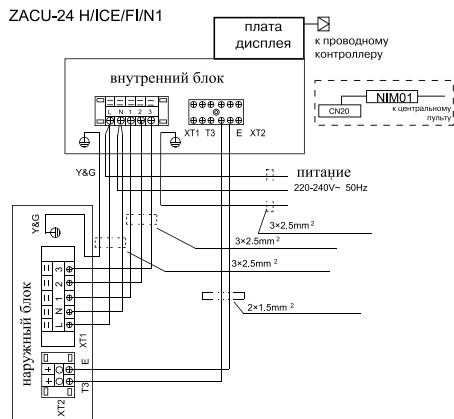 ZACU-24 H/ICE/FI/N1
плата
дисплея
к проводному
контроллеру
внутренний блок
NIM01
CN20
к центральному
пульту
L N 1 2 3
XT1 T3 E XT2
Y&G
питание
220-240V~ 50Hz
Y&G
3×2.5mm²
3×2.5mm²
3×2.5mm²
2×1.5mm²
наружный блок
L N 1 2 3
XT1
T3 E
XT2